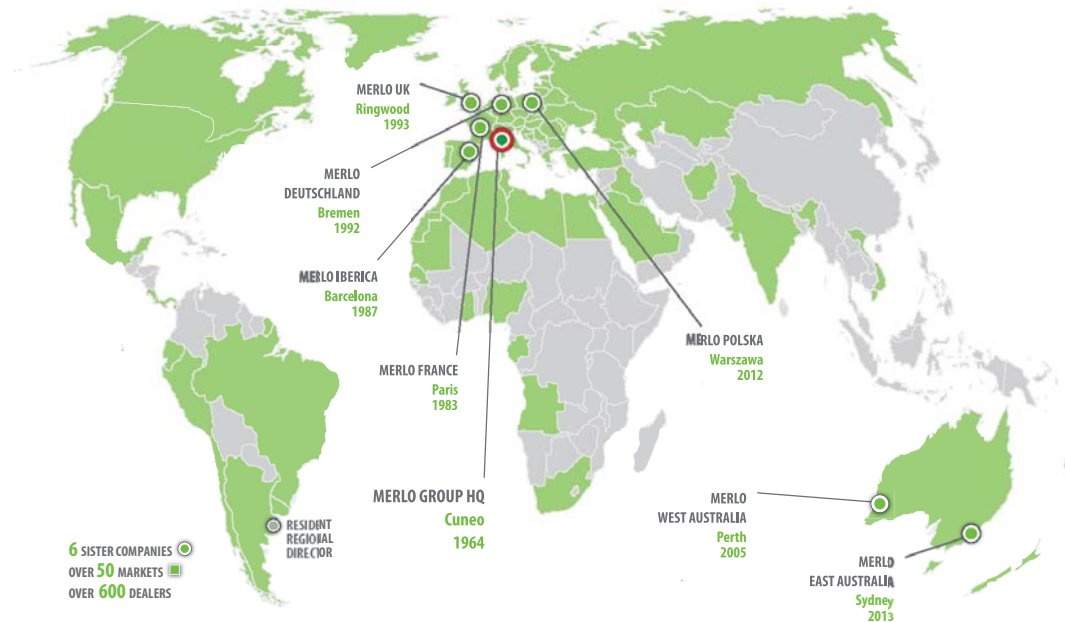 MERLO UK
Ringwood
1993
MERLO
DEUTSCHLAND
Bremen
1992
MERLO IBERICA
Barcelona
1987
MERLO FRANCE
Paris
1983
MERLO GROUP HQ
Cuneo
1964
MERLO POLSKA
Warszawa
2012
MERLO
WEST AUSTRALIA
Perth
2005
MERLO
EAST AUSTRALIA
Sydney
2013
RESIDENT
REGIONAL
DIRECTOR
6 SISTER COMPANIES
OVER 50 MARKETS
OVER 600 DEALERS